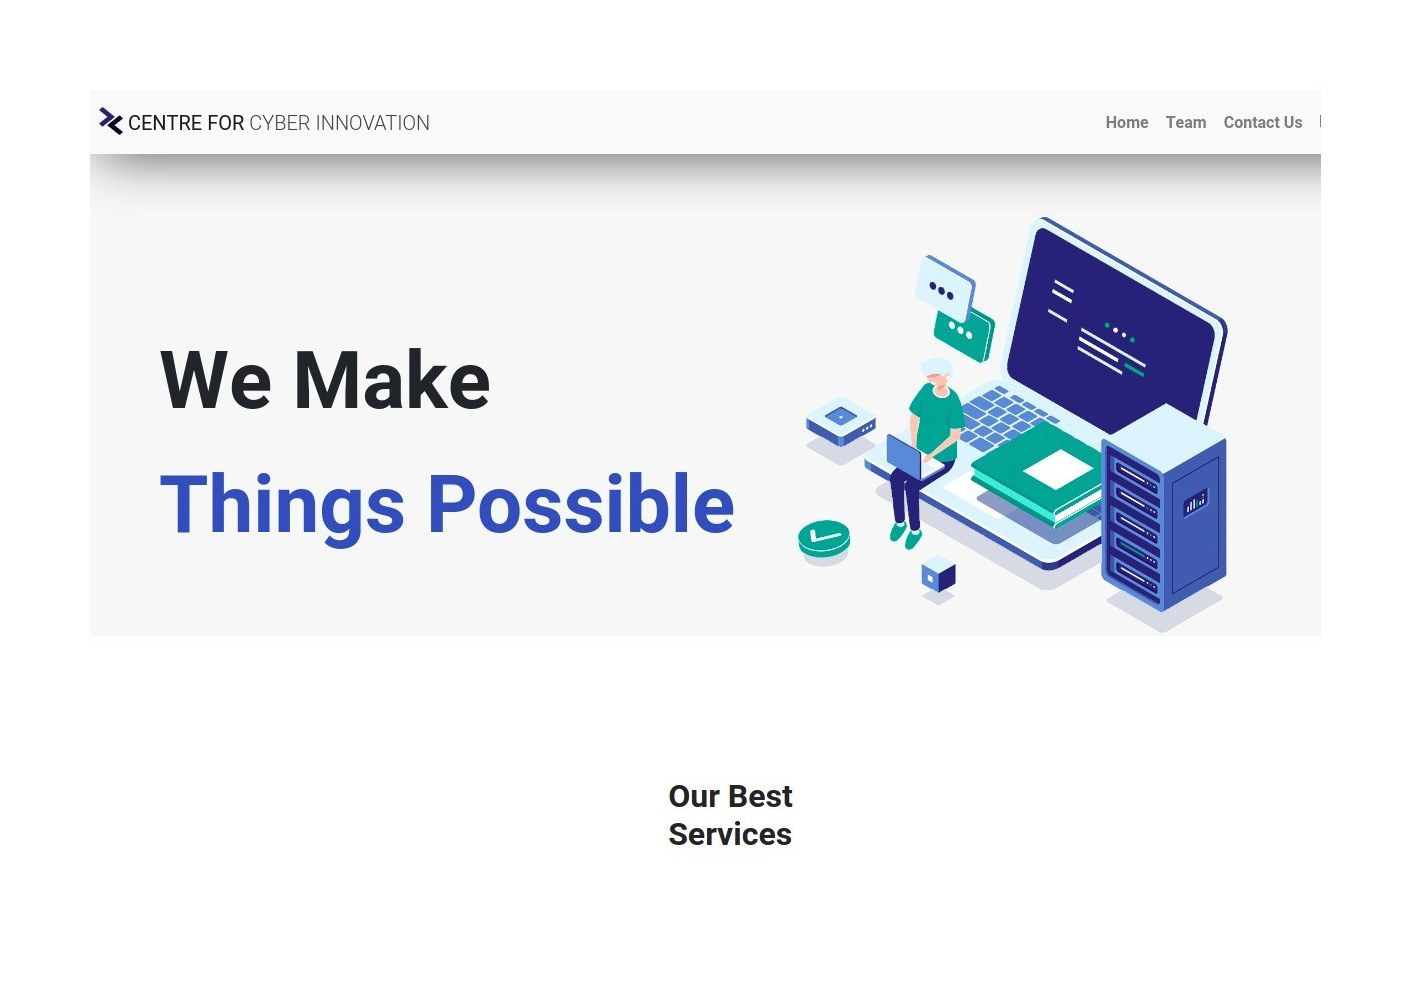 CENTRE FOR CYBER INNOVATION
Home Team Contact Us
We Make
Things Possible
Our Best
Services